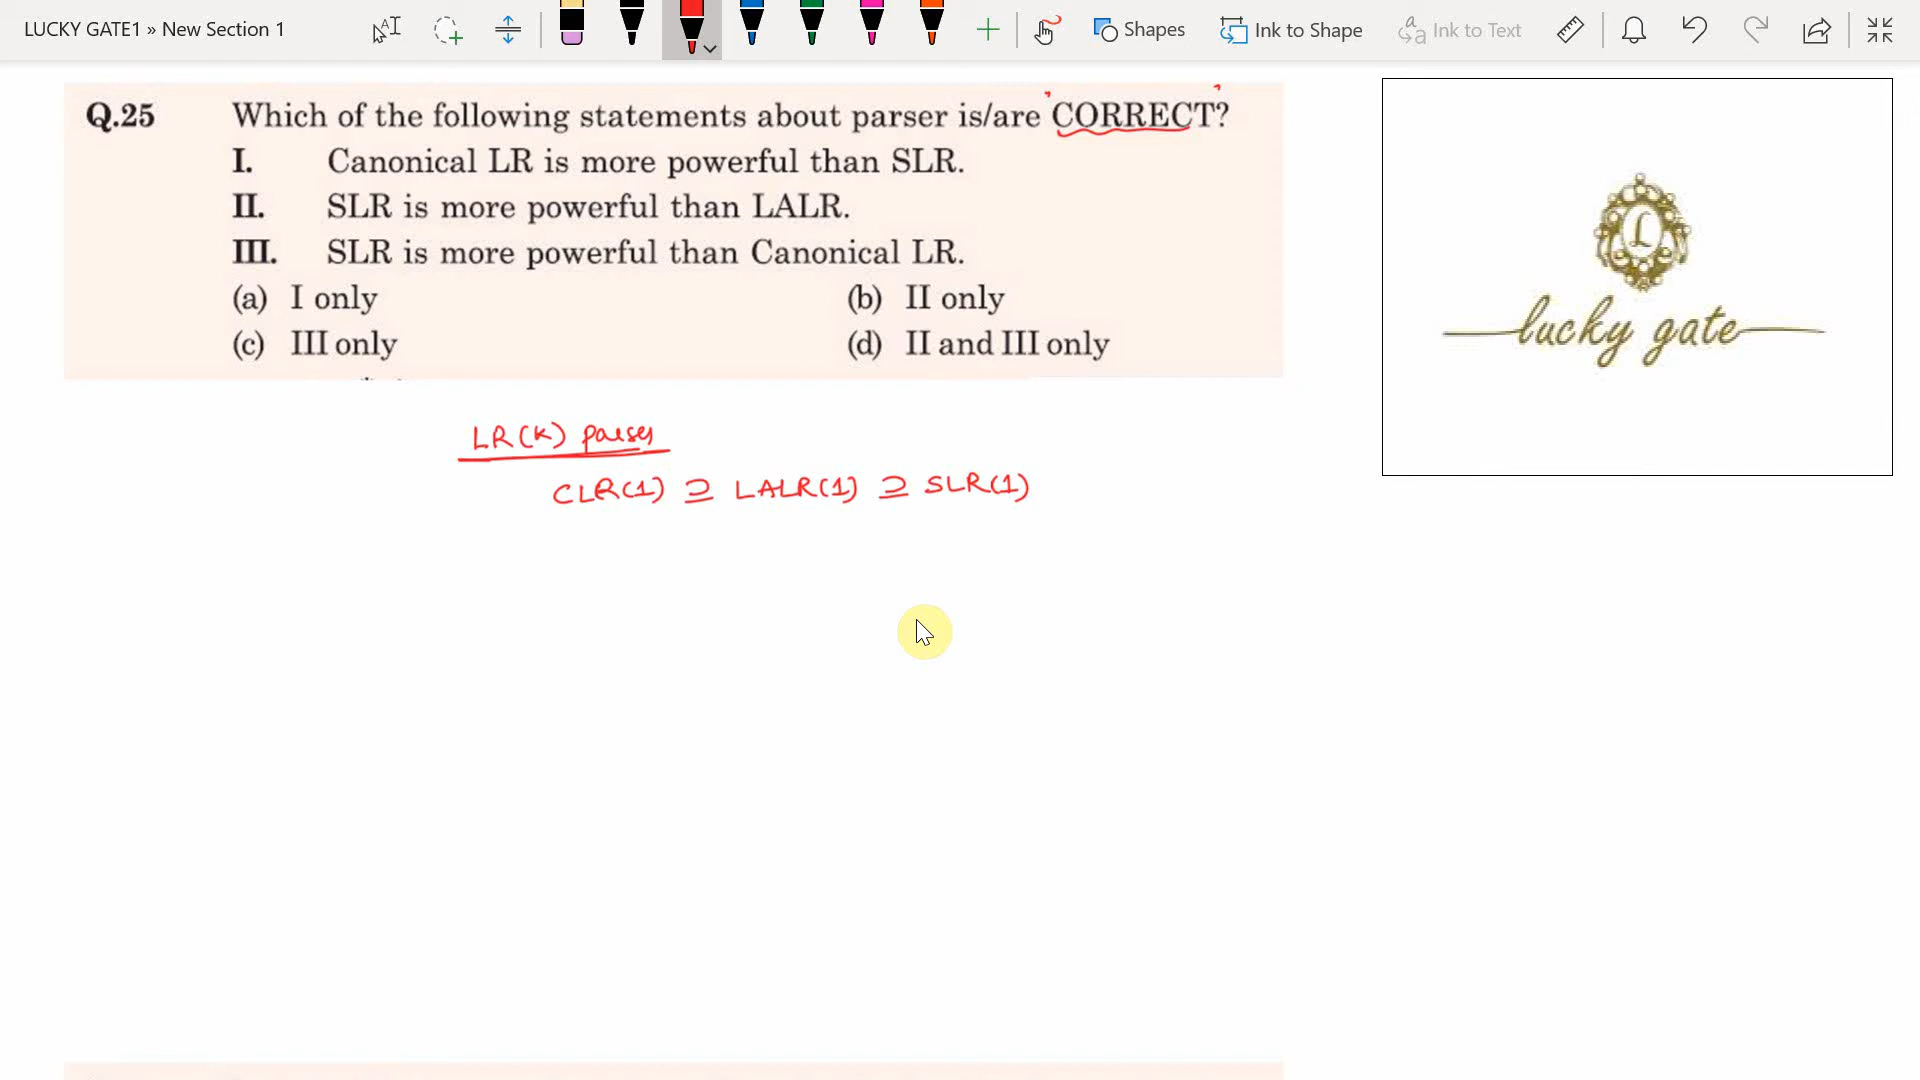 LUCKY GATE1 » New Section 1
Shapes
Ink to Shape
Ink to Text
Q.25 Which of the following statements about parser is/are 'CORRECT'?
I. Canonical LR is more powerful than SLR.
II. SLR is more powerful than LALR.
III. SLR is more powerful than Canonical LR.
(a) I only (b) II only
(c) III only (d) II and III only
LR(K) parser
CLR(1) ⊇ LALR(1) ⊇ SLR(1)
L
lucky gate